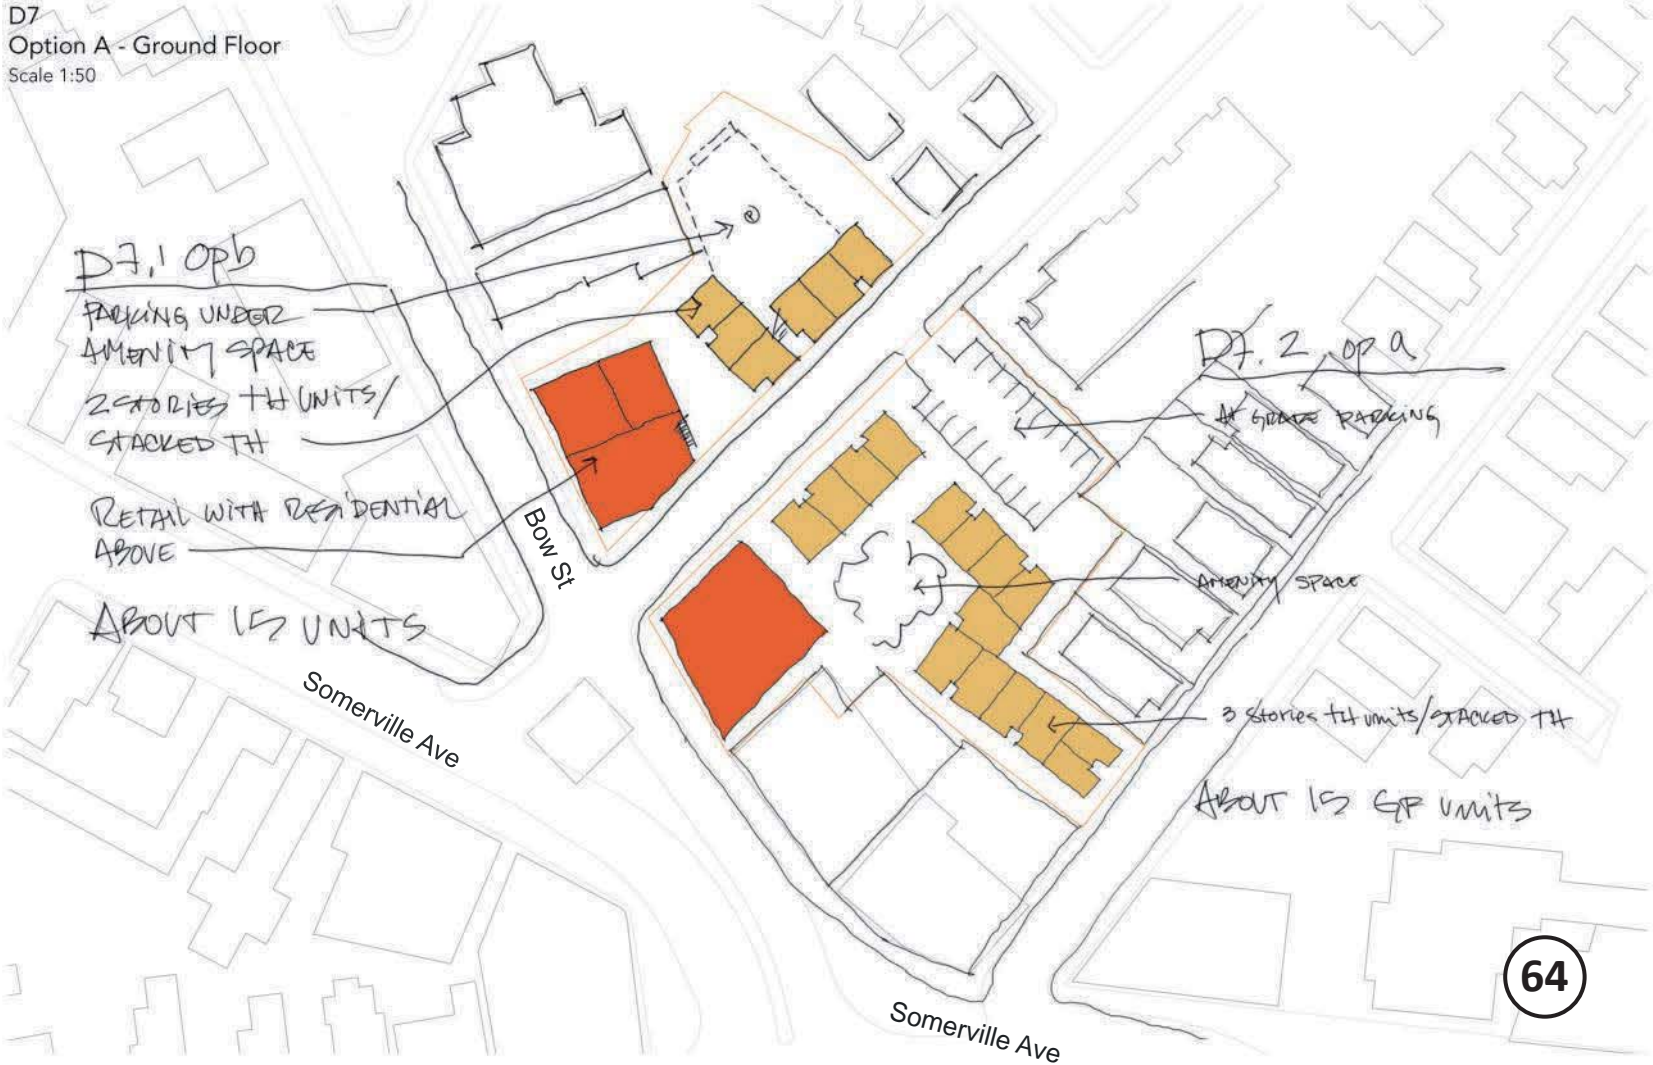 D7
Option A - Ground Floor
Scale 1:50
D7.1 Opb
PARKING UNDER
AMENITY SPACE
2 STORIES TH UNITS/
STACKED TH
RETAIL WITH RESIDENTIAL
ABOVE
ABOUT 15 UNITS
P
Bow St
Somerville Ave
D7.2 op a
At GRADE PARKING
AMENITY SPACE
3 Stories tH units/STACKED TH
ABOUT 15 GF units
Somerville Ave
64